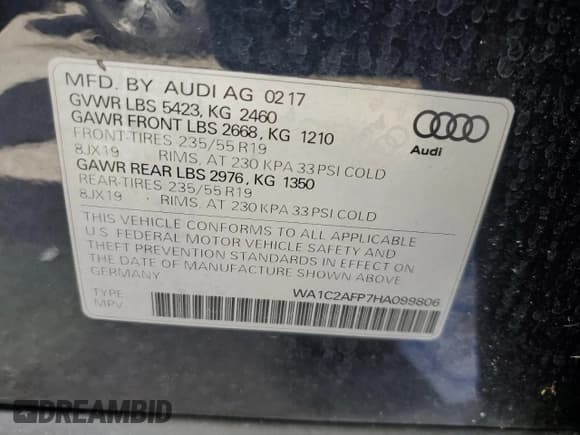 MFD. BY AUDI AG 02 17
GVWR LBS 5423, KG 2460
GAWR FRONT LBS 2668, KG 1210
FRONT-TIRES 235/55 R19
8JX19 RIMS, AT 230 KPA 33 PSI COLD
GAWR REAR LBS 2976, KG 1350
REAR-TIRES 235/55 R19
8JX19 RIMS, AT 230 KPA 33 PSI COLD
THIS VEHICLE CONFORMS TO ALL APPLICABLE
U.S. FEDERAL MOTOR VEHICLE SAFETY AND
THEFT PREVENTION STANDARDS IN EFFECT ON
THE DATE OF MANUFACTURE SHOWN ABOVE
GERMANY
WA1C2AFP7HA099806
TYPE
MPV
Audi
DREAMBID